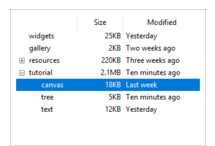 Size Modified
widgets 25KB Yesterday
gallery 2KB Two weeks ago
resources 220KB Three weeks ago
tutorial 2.1MB Ten minutes ago
canvas 18KB Last week
tree 5KB Ten minutes ago
text 12KB Yesterday